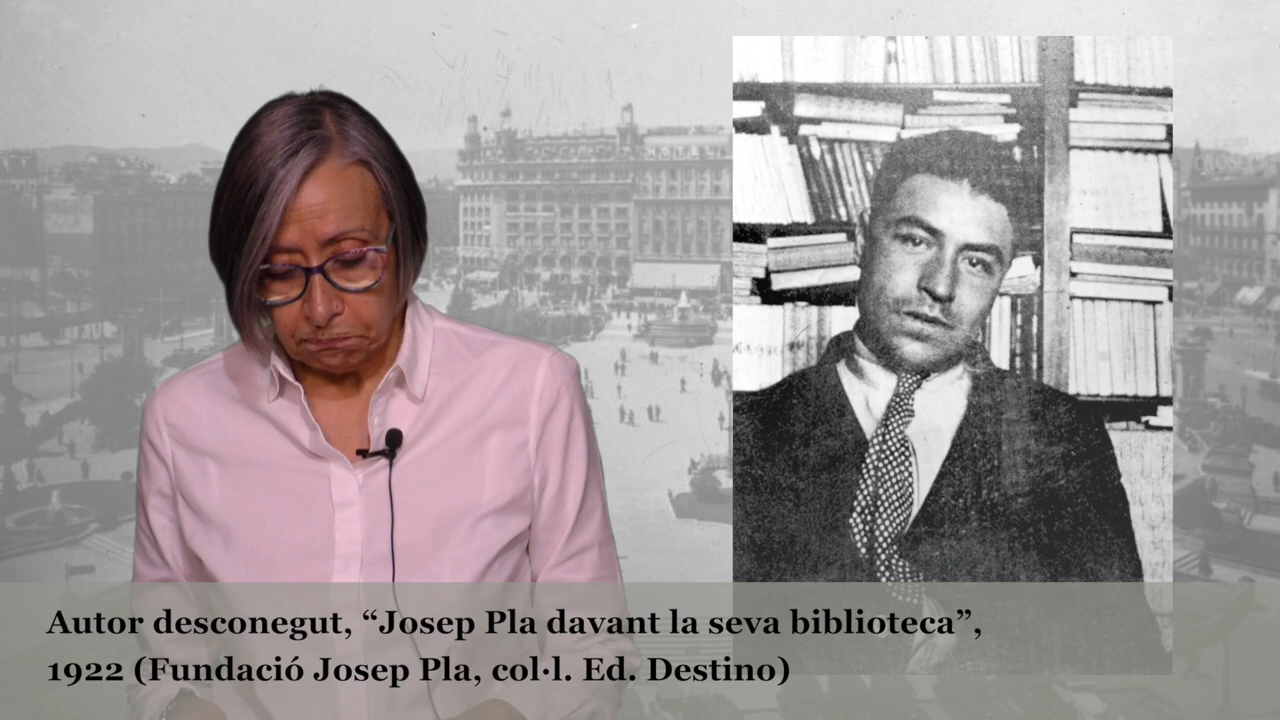 Autor desconegut, “Josep Pla davant la seva biblioteca”,
1922 (Fundació Josep Pla, col·l. Ed. Destino)